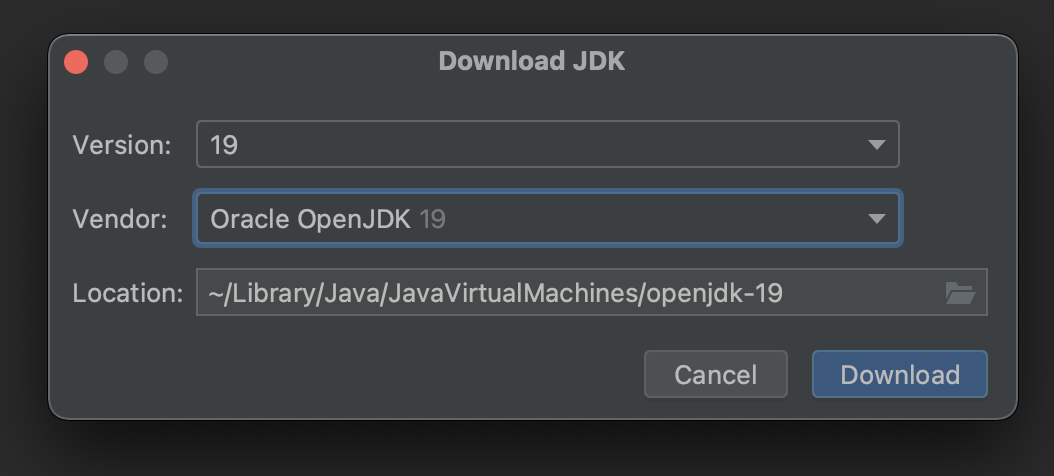 Download JDK
Version: 19
Vendor: Oracle OpenJDK 19
Location: ~/Library/Java/JavaVirtualMachines/openjdk-19
Cancel Download